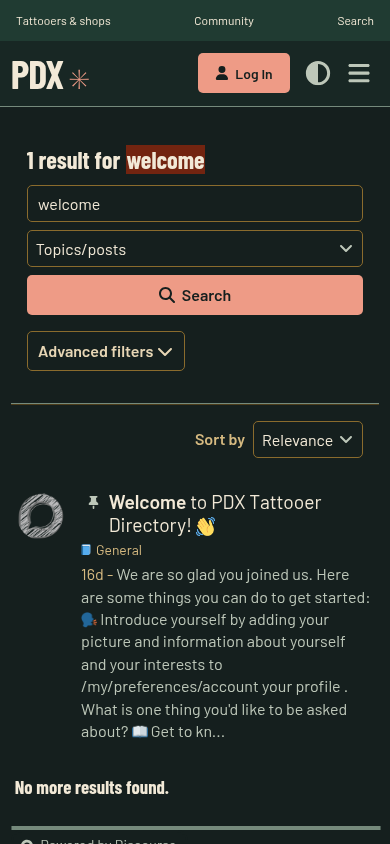 Tattooers & shops Community Search
PDX Log In
1 result for welcome
welcome
Topics/posts
Search
Advanced filters
Sort by Relevance
Welcome to PDX Tattooer
Directory! 👋
General
16d - We are so glad you joined us. Here
are some things you can do to get started:
🗣 Introduce yourself by adding your
picture and information about yourself
and your interests to
/my/preferences/account your profile .
What is one thing you'd like to be asked
about? 📖 Get to kn...
No more results found.
Powered by Discourse